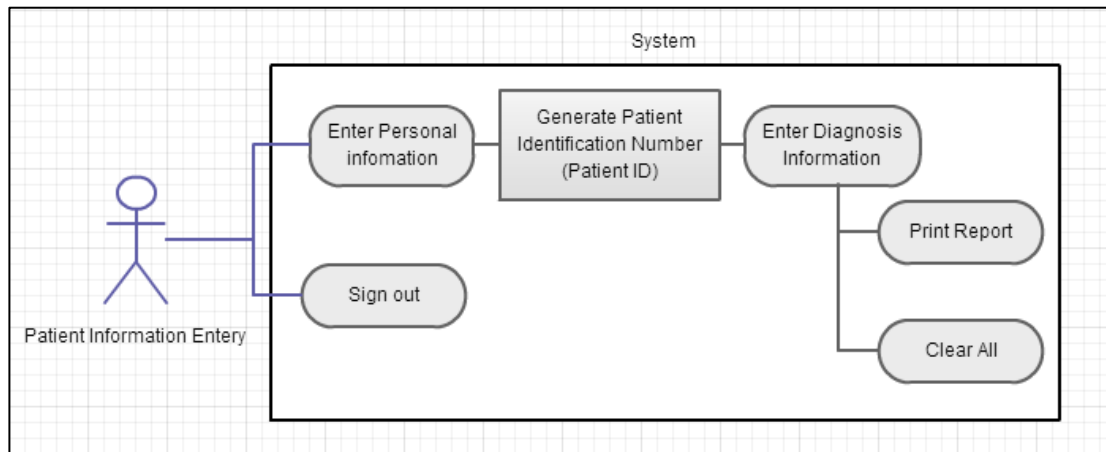 System
Enter Personal
infomation
Generate Patient
Identification Number
(Patient ID)
Enter Diagnosis
Information
Print Report
Sign out
Patient Information Entery
Clear All